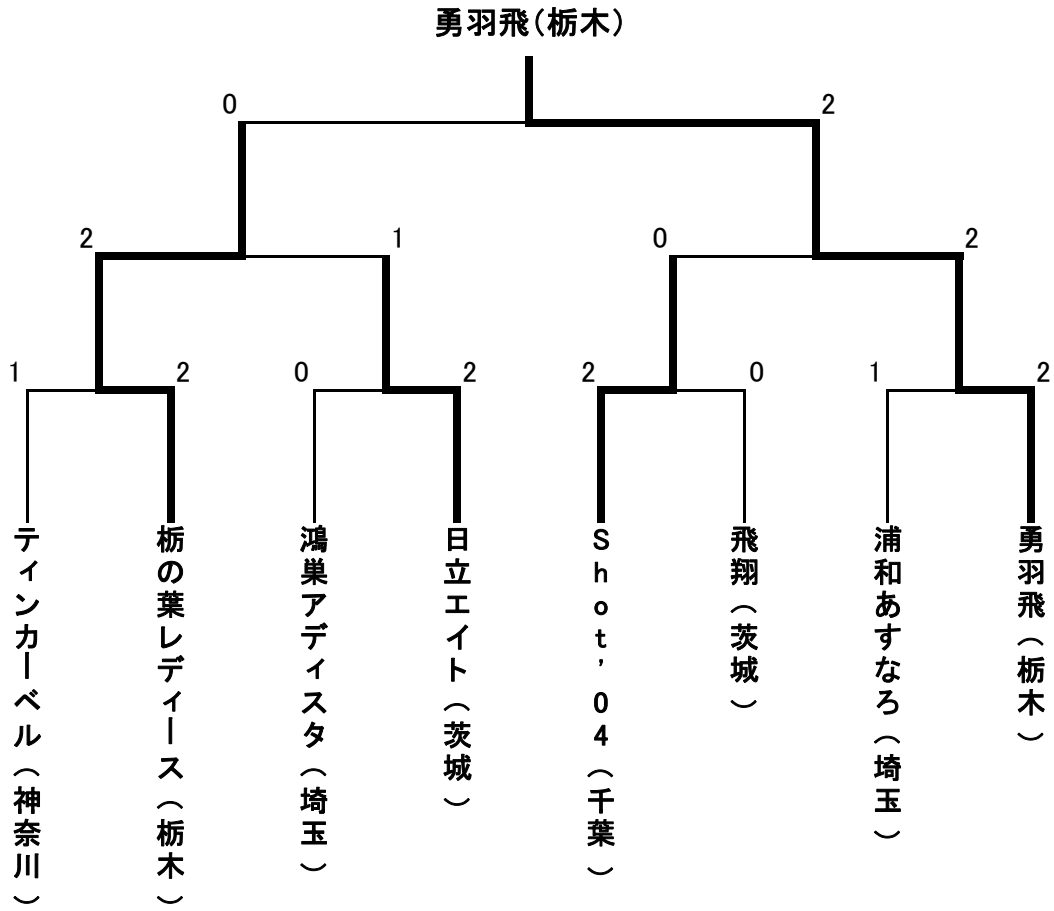 勇羽飛(栃木)
0
2
2
1
0
2
1
2
0
2
2
0
1
2
ティンカーベル(神奈川)
栃の葉レディース(栃木)
鴻巣アディスタ(埼玉)
日立エイト(茨城)
Shot'04(千葉)
飛翔(茨城)
浦和あすなろ(埼玉)
勇羽飛(栃木)